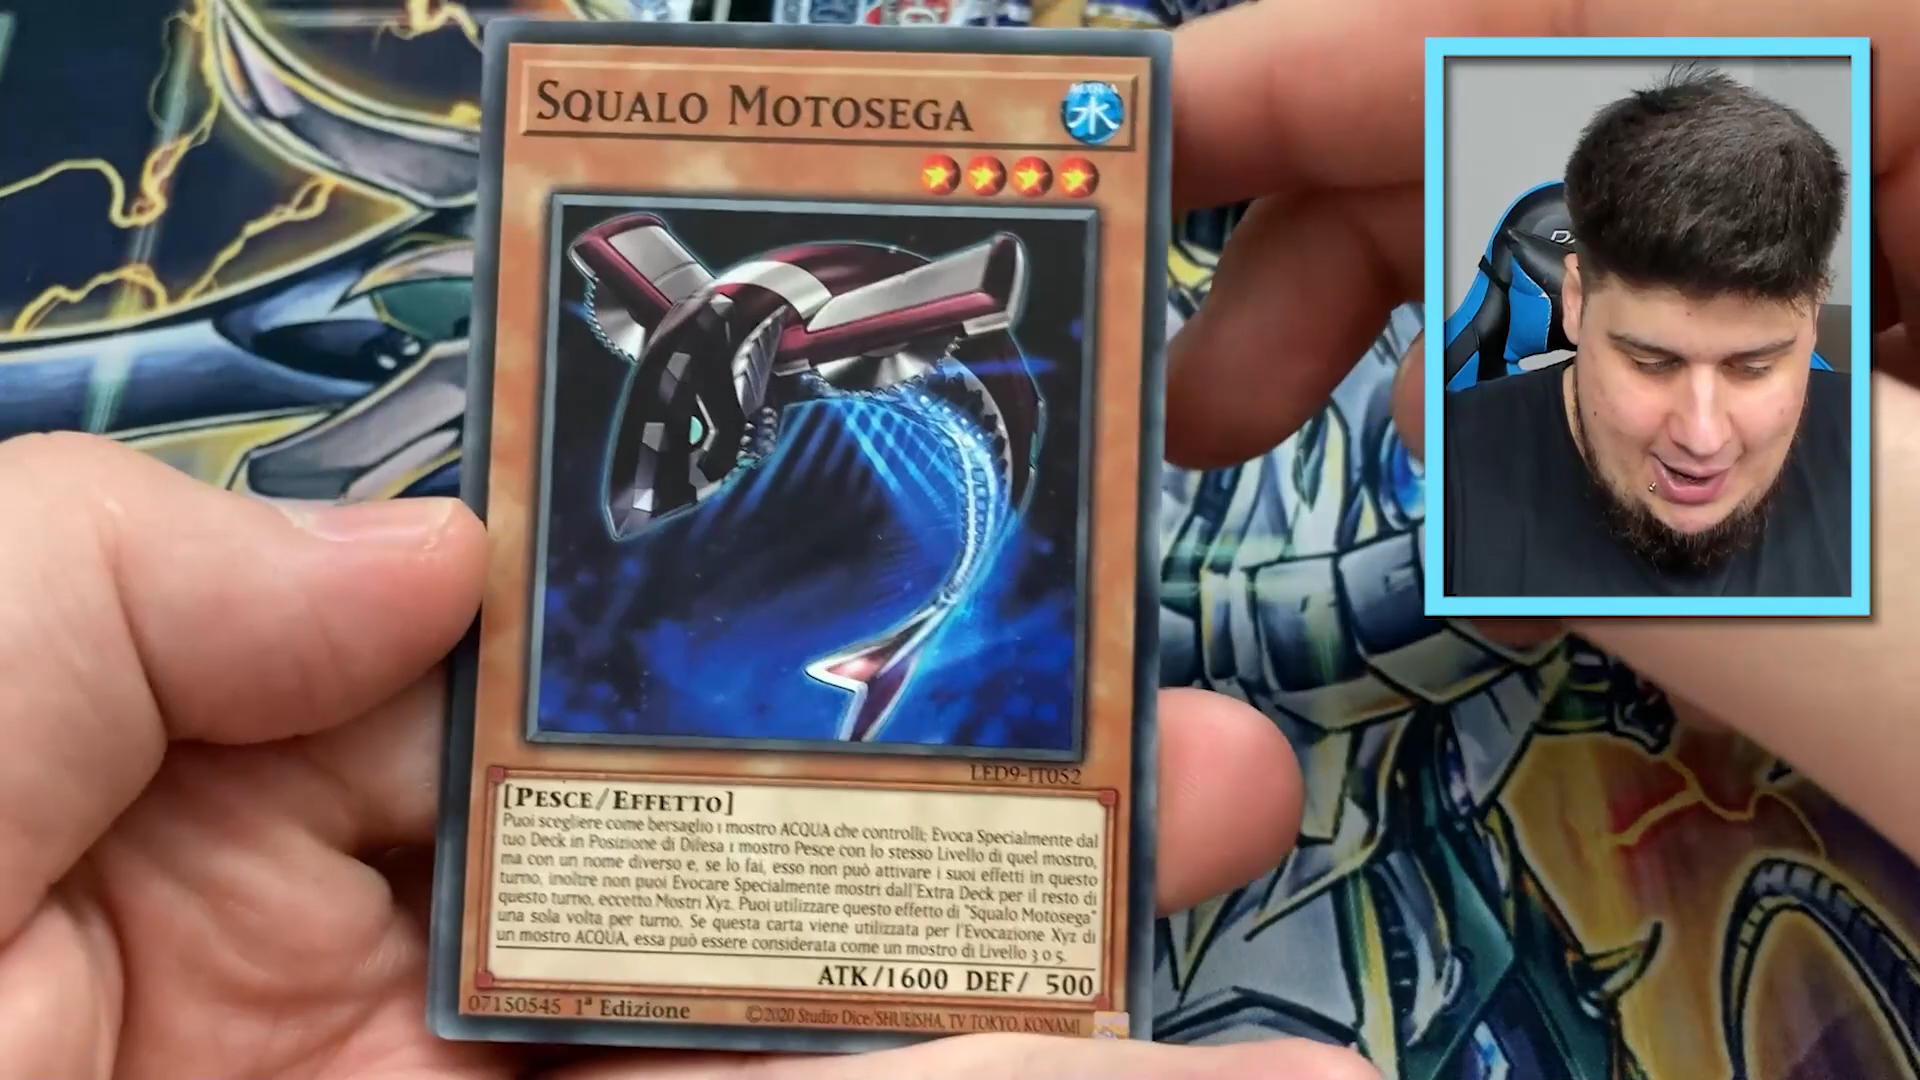 SQUALO MOTOSEGA
ACQUA
水
LED9-IT052
[PESCE/EFFETTO]
Puoi scegliere come bersaglio 1 mostro ACQUA che controlli; Evoca Specialmente dal
tuo Deck in Posizione di Difesa 1 mostro Pesce con lo stesso Livello di quel mostro,
ma con un nome diverso e, se lo fai, esso non può attivare i suoi effetti in questo
turno, inoltre non puoi Evocare Specialmente mostri dall'Extra Deck per il resto di
questo turno, eccetto Mostri Xyz. Puoi utilizzare questo effetto di "Squalo Motosega"
una sola volta per turno. Se questa carta viene utilizzata per l'Evocazione Xyz di
un mostro ACQUA, essa può essere considerata come un mostro di Livello 3 o 5.
ATK/1600 DEF/ 500
07150545 1ª Edizione
©2020 Studio Dice/SHUEISHA, TV TOKYO, KONAMI